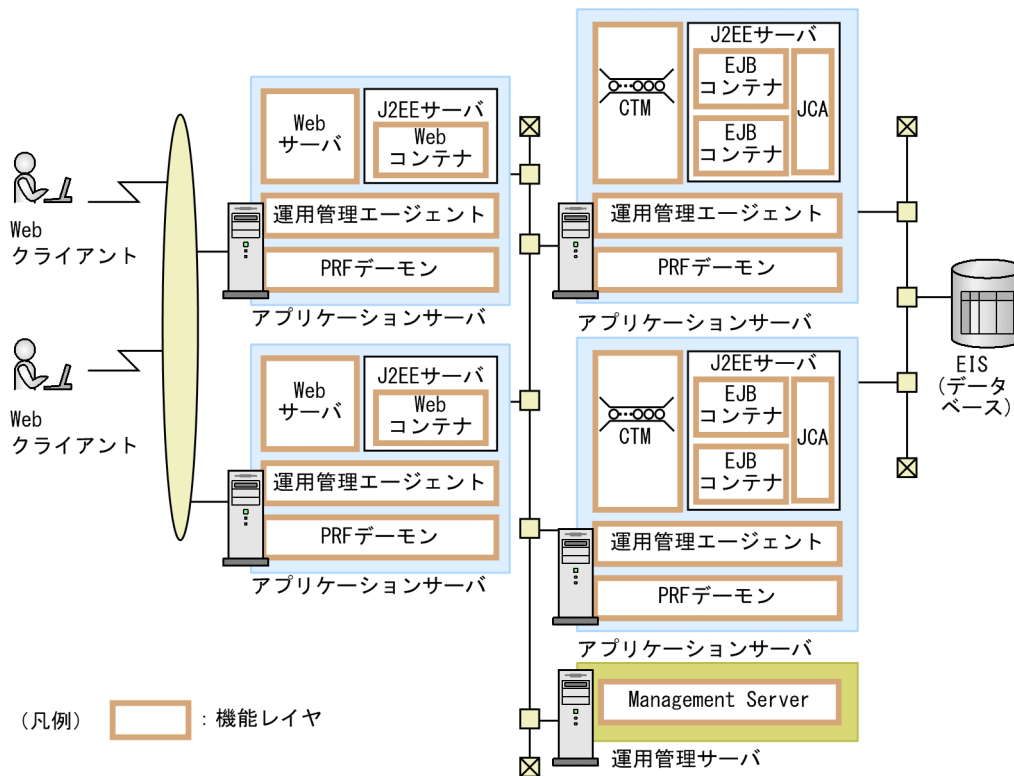 Web
クライアント
Web
クライアント
Web
サーバ
J2EEサーバ
Web
コンテナ
運用管理エージェント
PRFデーモン
アプリケーションサーバ
Web
サーバ
J2EEサーバ
Web
コンテナ
運用管理エージェント
PRFデーモン
アプリケーションサーバ
CTM
J2EEサーバ
EJB
コンテナ
EJB
コンテナ
JCA
運用管理エージェント
PRFデーモン
アプリケーションサーバ
CTM
J2EEサーバ
EJB
コンテナ
EJB
コンテナ
JCA
運用管理エージェント
PRFデーモン
アプリケーションサーバ
Management Server
運用管理サーバ
EIS
(データ
ベース)
(凡例)
:機能レイヤ